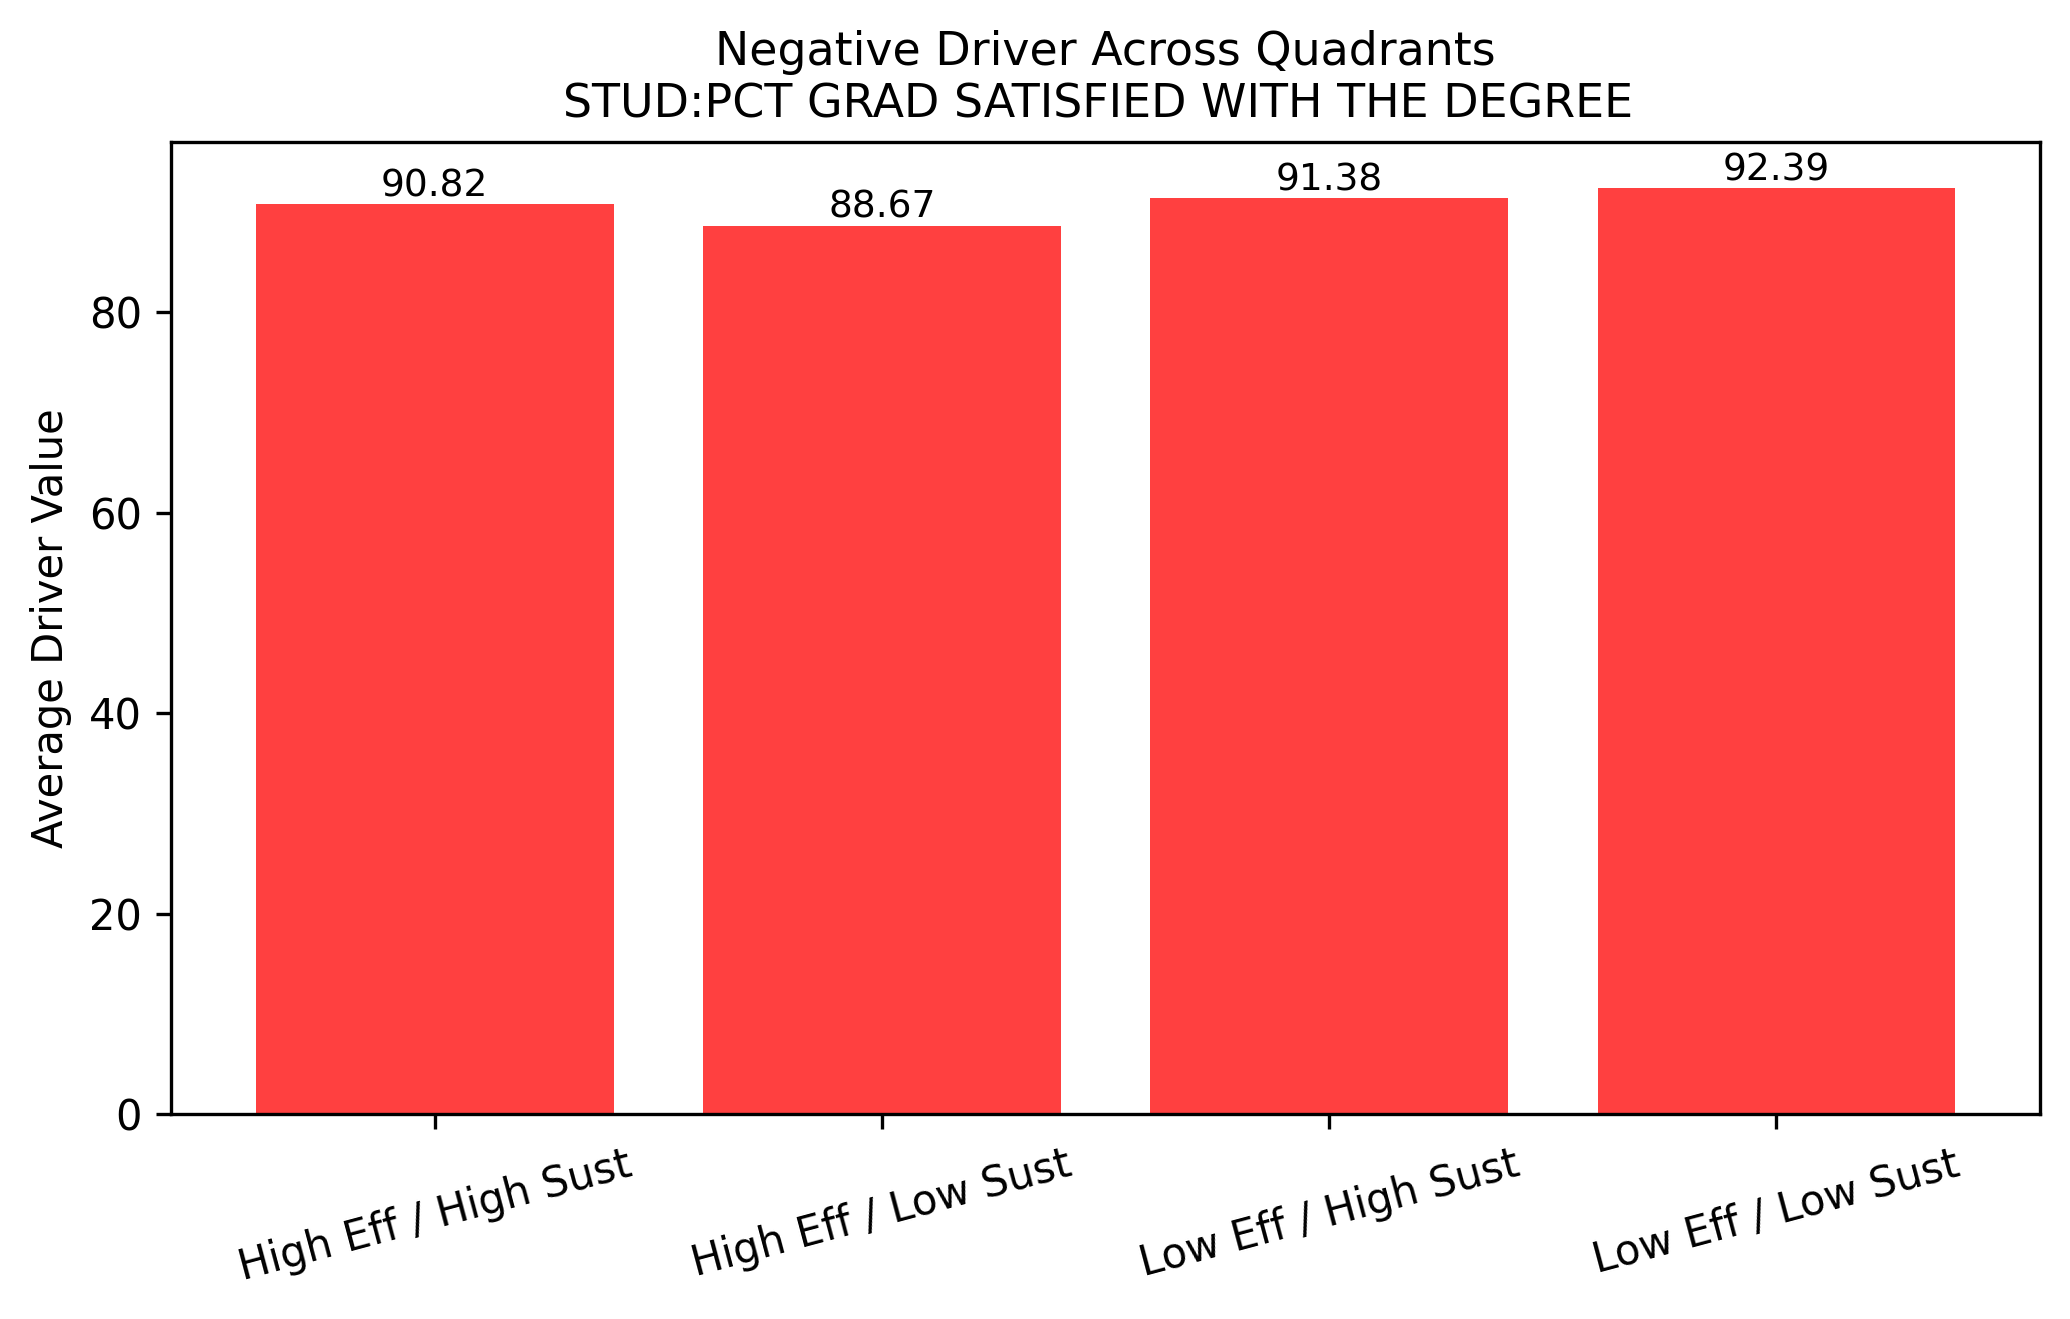 Negative Driver Across Quadrants
STUD:PCT GRAD SATISFIED WITH THE DEGREE
Average Driver Value
80
60
40
20
0
90.82
88.67
91.38
92.39
High Eff / High Sust
High Eff / Low Sust
Low Eff / High Sust
Low Eff / Low Sust